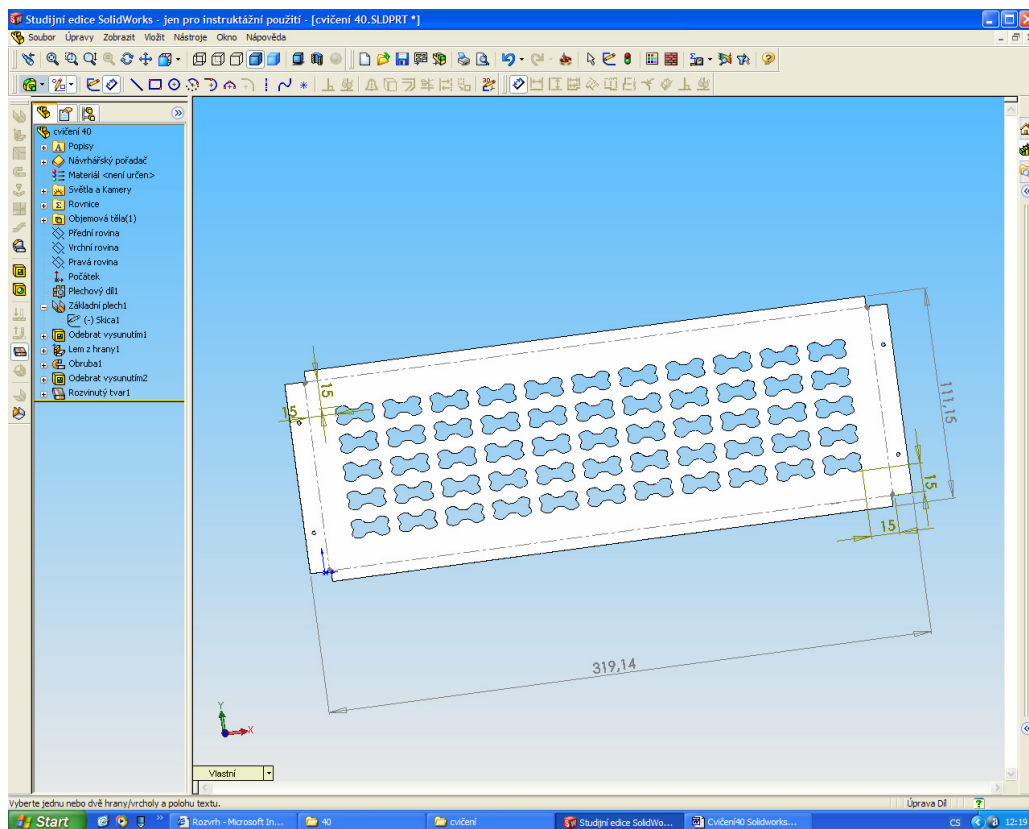 Studijní edice SolidWorks - jen pro instruktážní použití - [cvičení 40.SLDPRT *]
Soubor Úpravy Zobrazit Vložit Nástroje Okno Nápověda
cvičení 40
Popisy
Návrhářský pořadač
Materiál <není určen>
Světla a Kamery
Rovnice
Objemová těla(1)
Přední rovina
Vrchní rovina
Pravá rovina
Počátek
Plechový díl1
Základní plech1
(-) Skica1
Odebrat vysunutím1
Lem z hrany1
Obruba1
Odebrat vysunutím2
Rozvinutý tvar1
15
15
111,15
15
15
319,14
Y
X
Vlastní
Vyberte jednu nebo dvě hrany/vrcholy a polohu textu.
Úprava Díl
Start
Rozvrh - Microsoft In...
40
cvičení
Studijní edice SolidWo...
Cvičení40 Solidworks...
CS
12:19